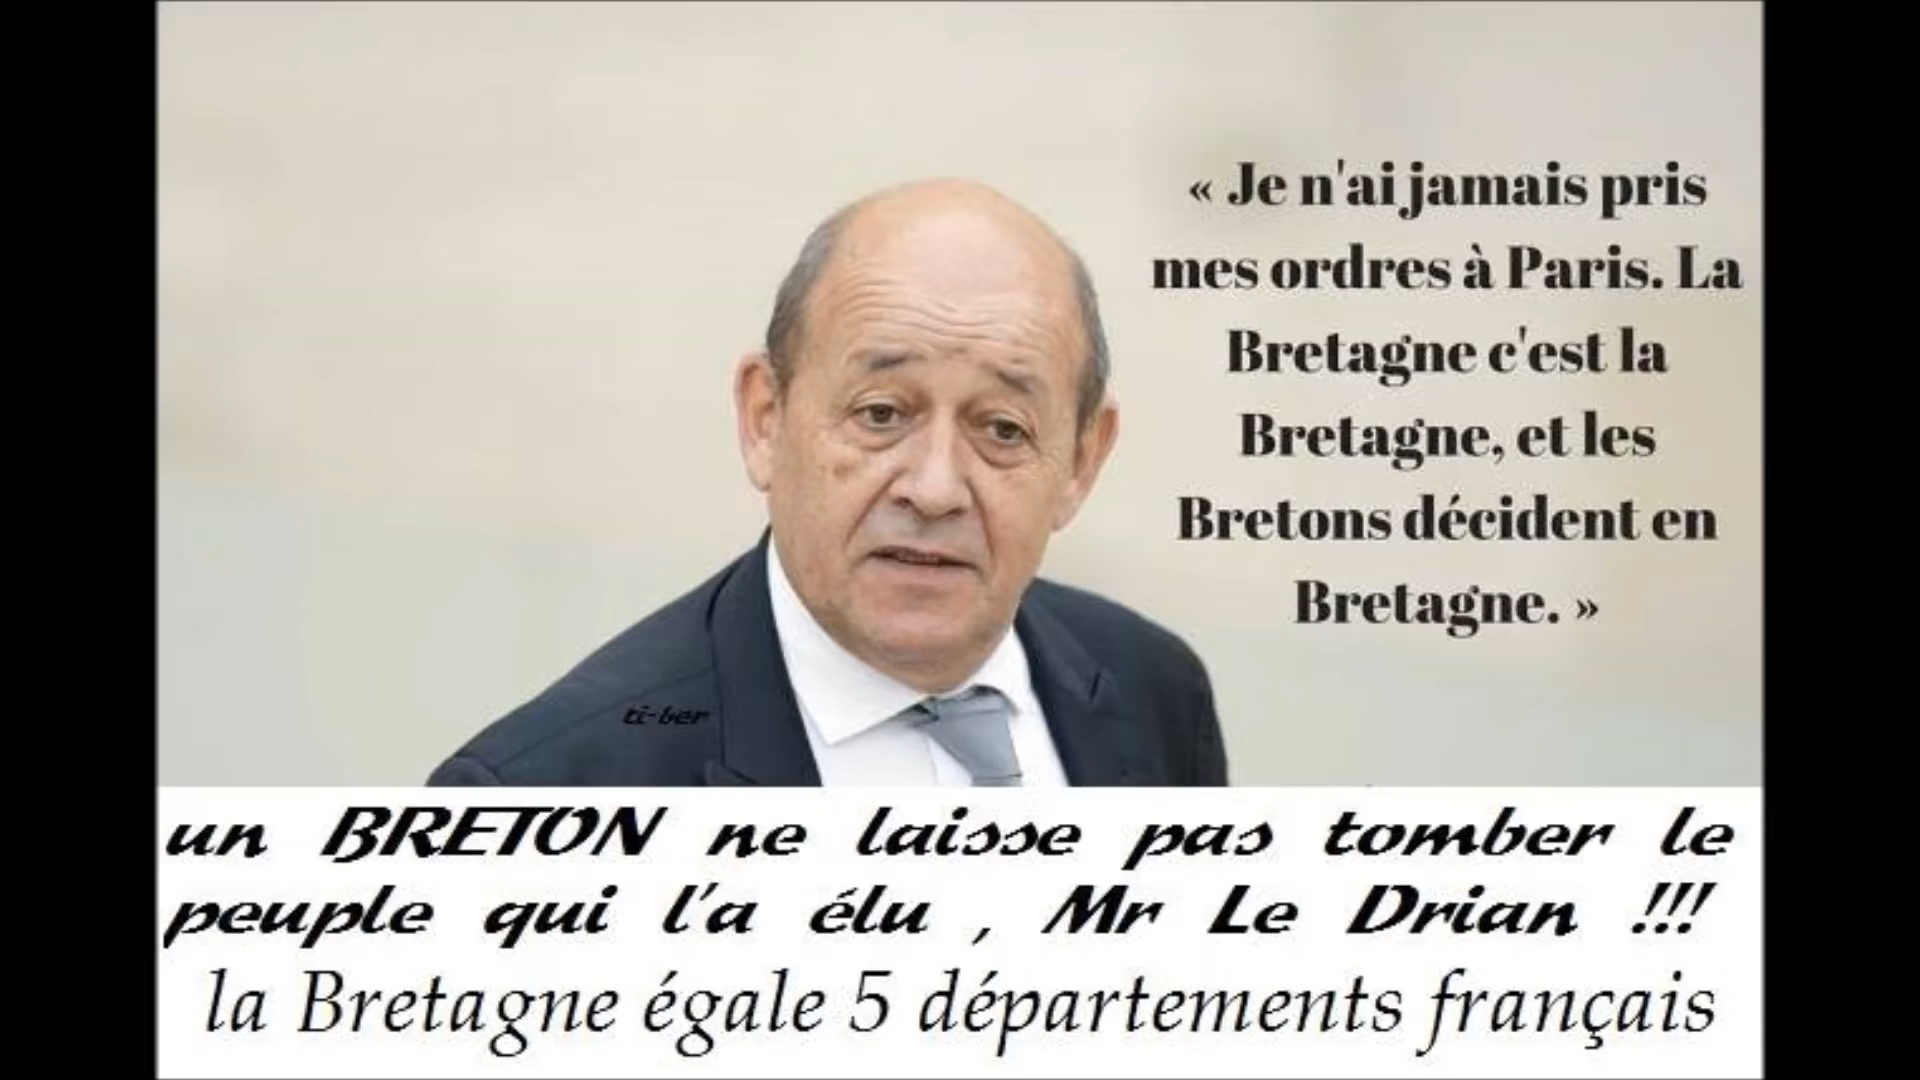 « Je n'ai jamais pris
mes ordres à Paris. La
Bretagne c'est la
Bretagne, et les
Bretons décident en
Bretagne. »
ti-ber
un BRETON ne laisse pas tomber le
peuple qui l'a élu , Mr Le Drian !!!
la Bretagne égale 5 départements français